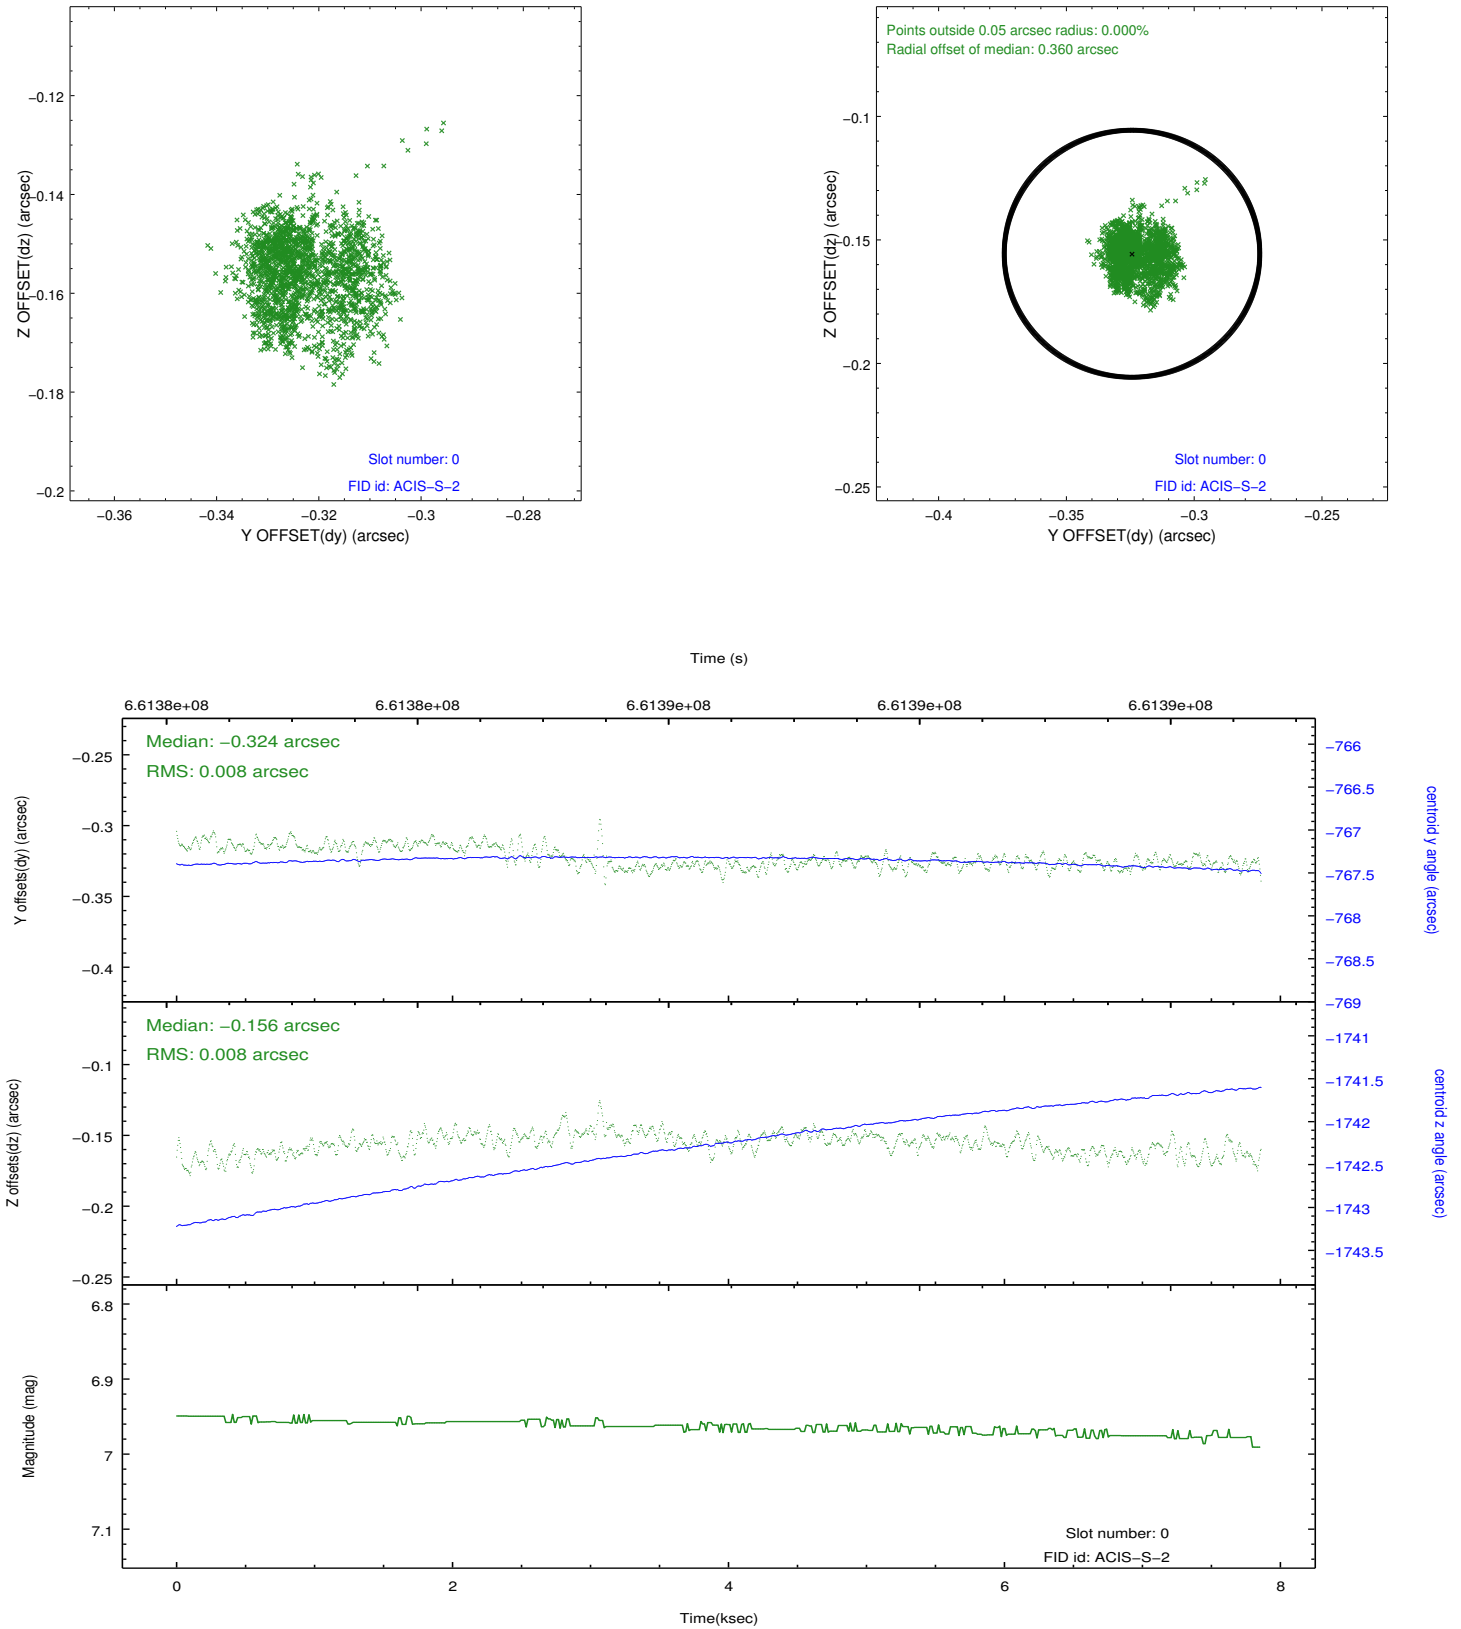 −0.12
−0.14
−0.16
−0.18
−0.2
Z OFFSET(dz) (arcsec)
Slot number: 0
FID id: ACIS−S−2
−0.36
−0.34
−0.32
−0.3
−0.28
Y OFFSET(dy) (arcsec)
Points outside 0.05 arcsec radius: 0.000%
Radial offset of median: 0.360 arcsec
−0.1
−0.15
−0.2
−0.25
Z OFFSET(dz) (arcsec)
Slot number: 0
FID id: ACIS−S−2
−0.4
−0.35
−0.3
−0.25
Y OFFSET(dy) (arcsec)
Time (s)
6.6138e+08
6.6138e+08
6.6139e+08
6.6139e+08
6.6139e+08
Median: −0.324 arcsec
RMS: 0.008 arcsec
−0.25
−0.3
−0.35
−0.4
Y offsets(dy) (arcsec)
−766
−766.5
−767
−767.5
−768
−768.5
−769
centroid y angle (arcsec)
Median: −0.156 arcsec
RMS: 0.008 arcsec
−0.1
−0.15
−0.2
−0.25
Z offsets(dz) (arcsec)
−1741
−1741.5
−1742
−1742.5
−1743
−1743.5
centroid z angle (arcsec)
6.8
6.9
7
7.1
Magnitude (mag)
Slot number: 0
FID id: ACIS−S−2
0
2
4
6
8
Time(ksec)